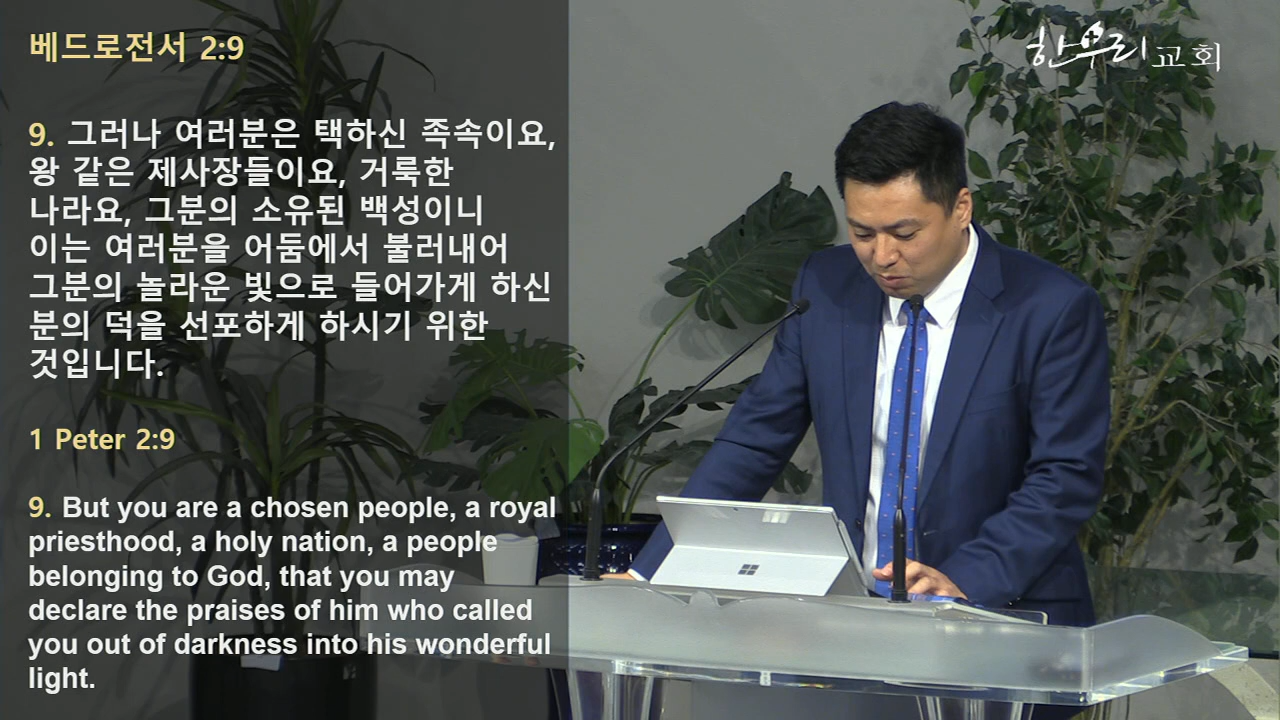 베드로전서 2:9
한우리교회
9. 그러나 여러분은 택하신 족속이요,
왕 같은 제사장들이요, 거룩한
나라요, 그분의 소유된 백성이니
이는 여러분을 어둠에서 불러내어
그분의 놀라운 빛으로 들어가게 하신
분의 덕을 선포하게 하시기 위한
것입니다.
1 Peter 2:9
9. But you are a chosen people, a royal
priesthood, a holy nation, a people
belonging to God, that you may
declare the praises of him who called
you out of darkness into his wonderful
light.